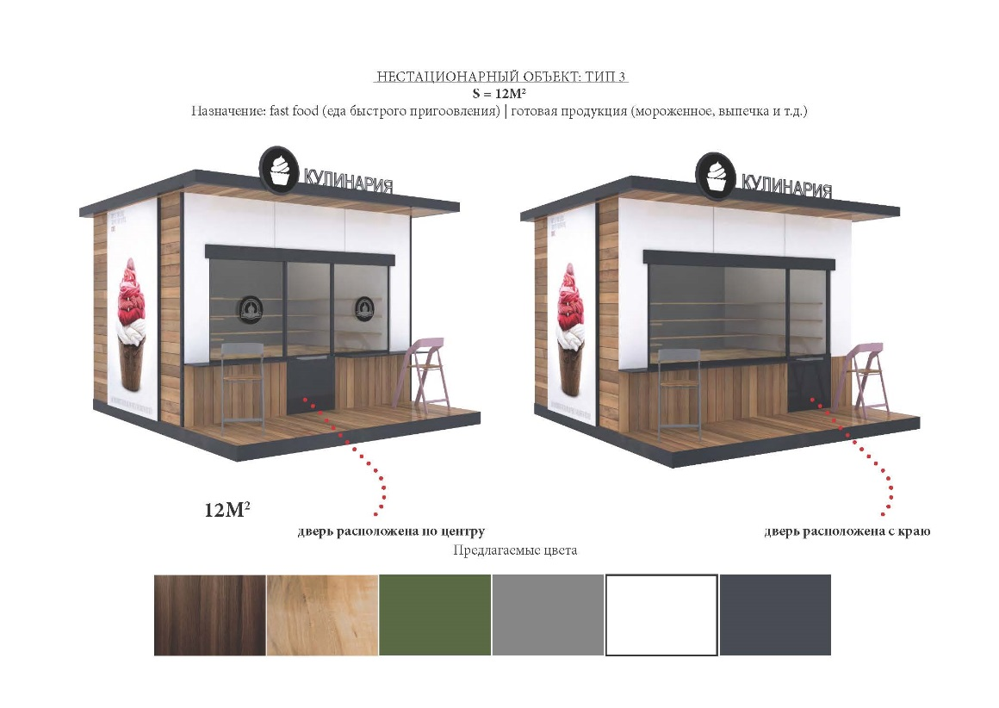 НЕСТАЦИОНАРНЫЙ ОБЪЕКТ: ТИП 3
S = 12М²
Назначение: fast food (еда быстрого пригоовления) | готовая продукция (мороженное, выпечка и т.д.)
КУЛИНАРИЯ
КУЛИНАРИЯ
12М²
дверь расположена по центру
дверь расположена с краю
Предлагаемые цвета